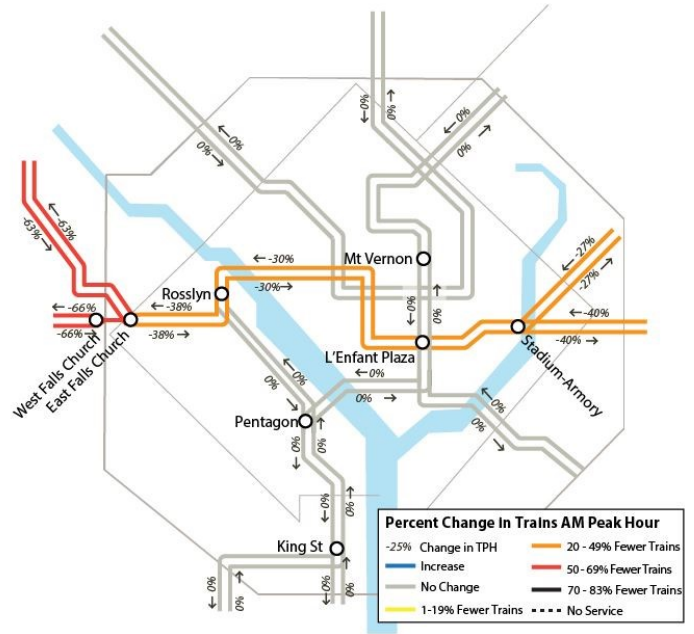 ←0%
0%→
←0%
0%→
←0%
0%→
←-63%
-63%→
←-30%
-30%→
Mt Vernon
←-27%
-27%→
Rosslyn
←-66%
-66%→
←-38%
-38%→
←0%
0%→
←-40%
-40%→
West Falls Church
East Falls Church
L'Enfant Plaza
Stadium-Armory
←0%
0%→
←0%
0%→
←0%
0%→
Pentagon
←0%
0%→
←0%
0%→
King St
←0%
0%→
←0%
0%→
Percent Change in Trains AM Peak Hour
-25% Change in TPH
20 - 49% Fewer Trains
Increase
50 - 69% Fewer Trains
No Change
70 - 83% Fewer Trains
1-19% Fewer Trains
No Service